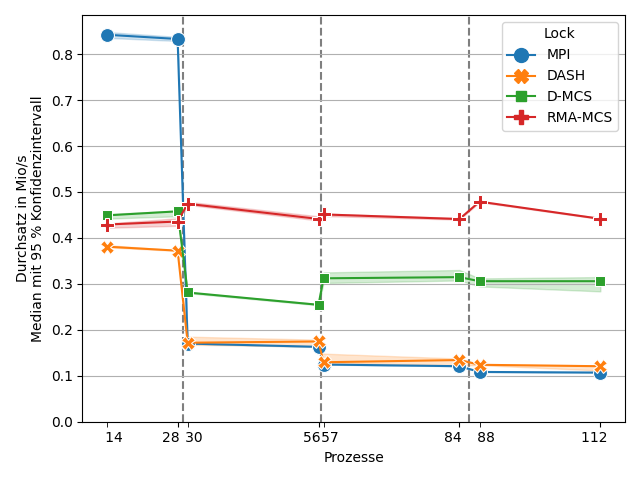 Durchsatz in Mio/s
Median mit 95 % Konfidenzintervall
0.8
0.7
0.6
0.5
0.4
0.3
0.2
0.1
0.0
Lock
MPI
DASH
D-MCS
RMA-MCS
14 28 30 56 57 84 88 112
Prozesse